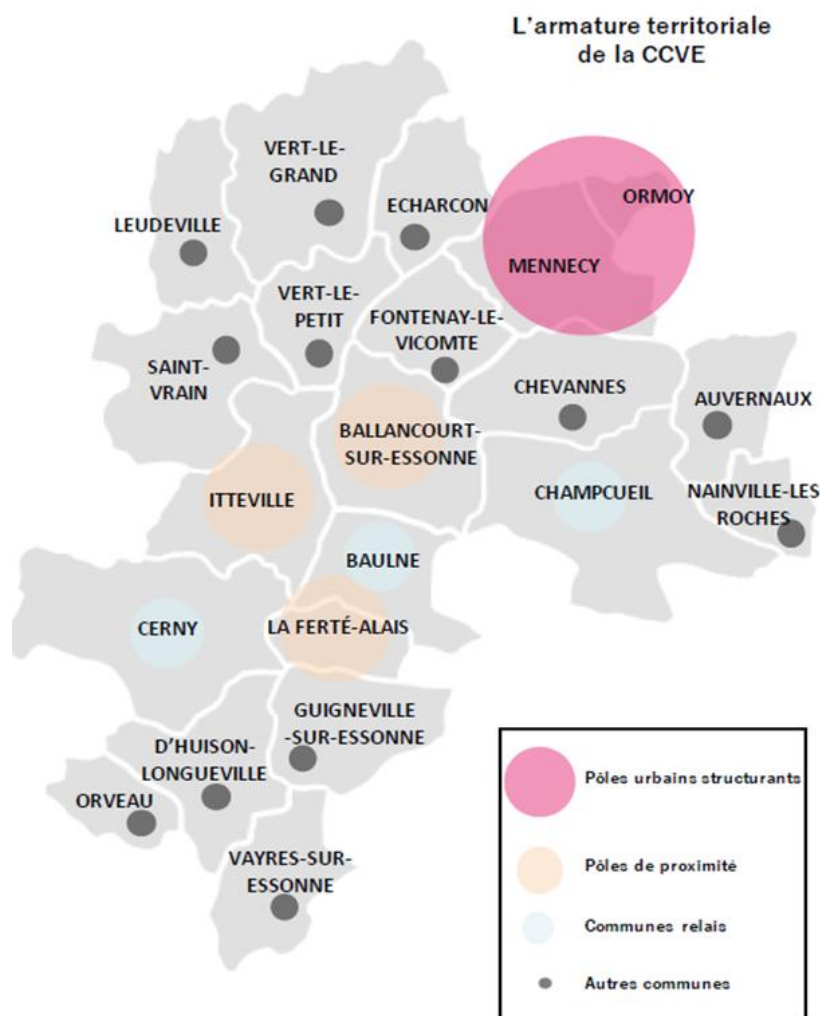 L'armature territoriale
de la CCVE
VERT-LE-
GRAND
ECHARCON
ORMOY
LEUDEVILLE
MENNECY
VERT-LE-
PETIT
FONTENAY-LE-
VICOMTE
SAINT-
VRAIN
CHEVANNES
AUVERNAUX
BALLANCOURT-
SUR-ESSONNE
ITTEVILLE
CHAMPCUEIL
NAINVILLE-LES
ROCHES
BAULNE
CERNY
LA FERTÉ-ALAIS
GUIGNEVILLE
-SUR-ESSONNE
D'HUISON-
LONGUEVILLE
ORVEAU
VAYRES-SUR-
ESSONNE
Pôles urbains structurants
Pôles de proximité
Communes relais
Autres communes